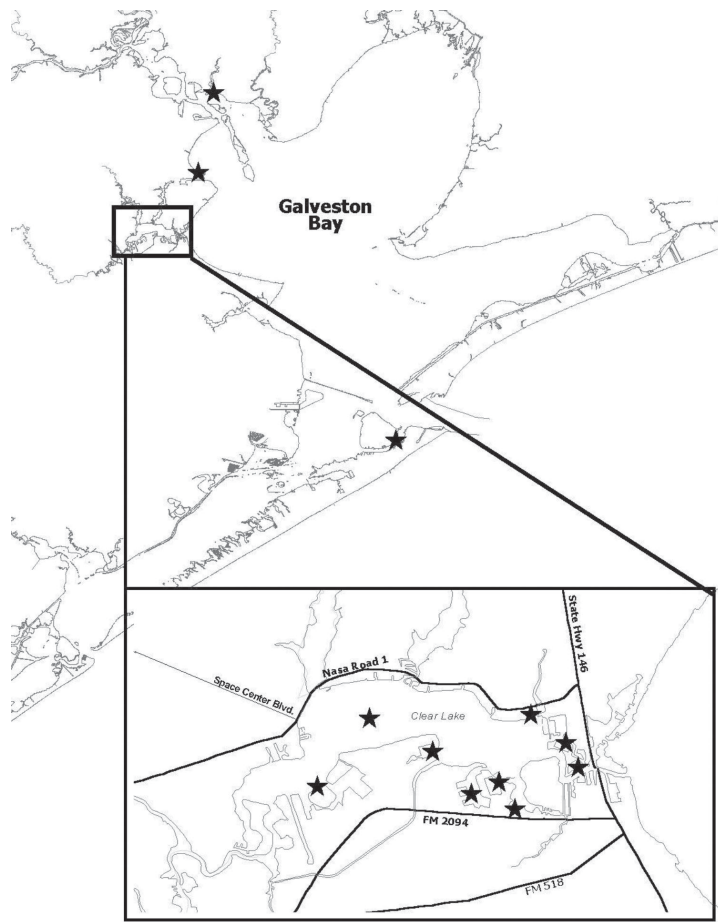 Galveston
Bay
State Hwy 146
Nasa Road 1
Space Center Blvd.
Clear Lake
FM 2094
FM 518